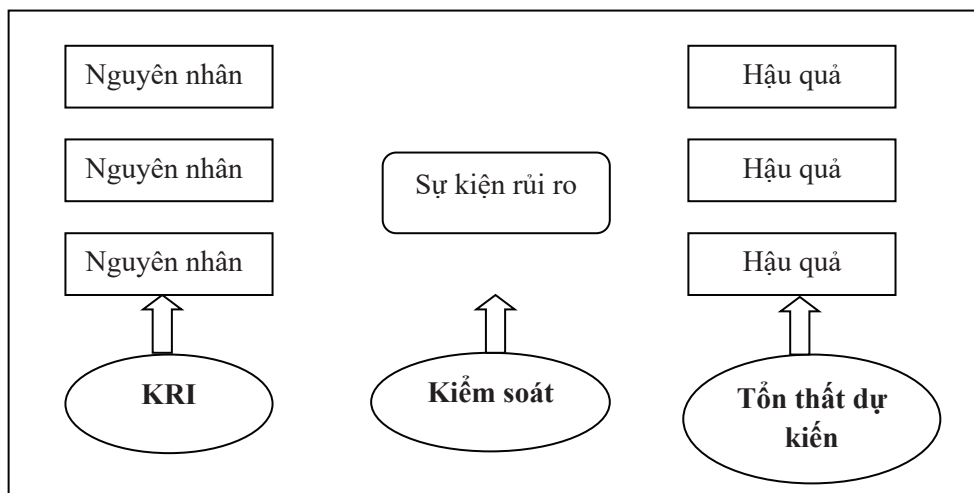 Nguyên nhân
Hậu quả
Nguyên nhân
Hậu quả
Sự kiện rủi ro
Nguyên nhân
Hậu quả
KRI
Kiểm soát
Tổn thất dự
kiến